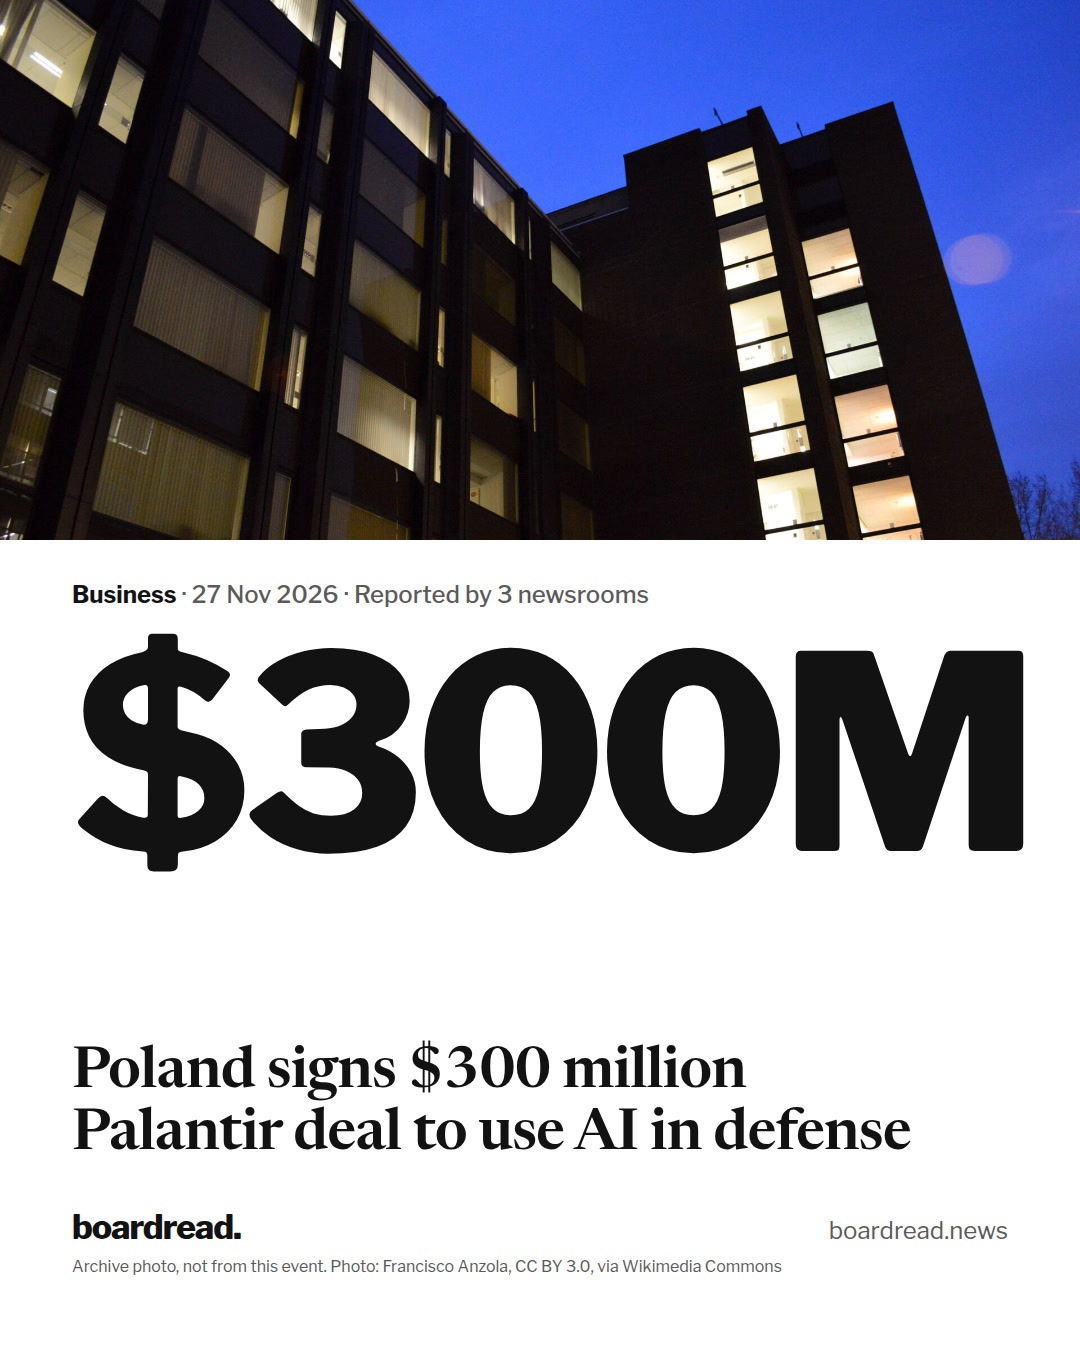 Business · 27 Nov 2026 · Reported by 3 newsrooms
$300M
Poland signs $300 million
Palantir deal to use AI in defense
boardread.
boardread.news
Archive photo, not from this event. Photo: Francisco Anzola, CC BY 3.0, via Wikimedia Commons